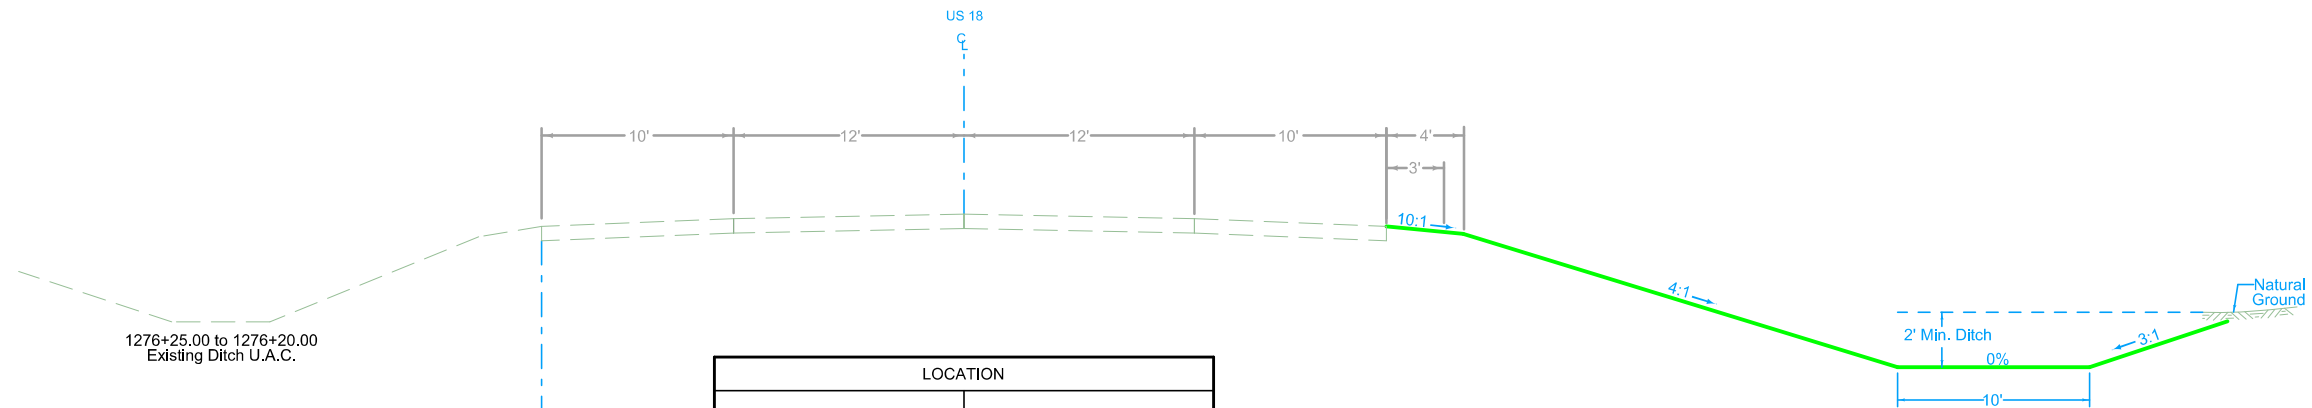 US 18
CL
10'
12'
12'
10'
4'
3'
10:1
4:1
Natural
Ground
2' Min. Ditch
3:1
0%
10'
1276+25.00 to 1276+20.00
Existing Ditch U.A.C.
LOCATION